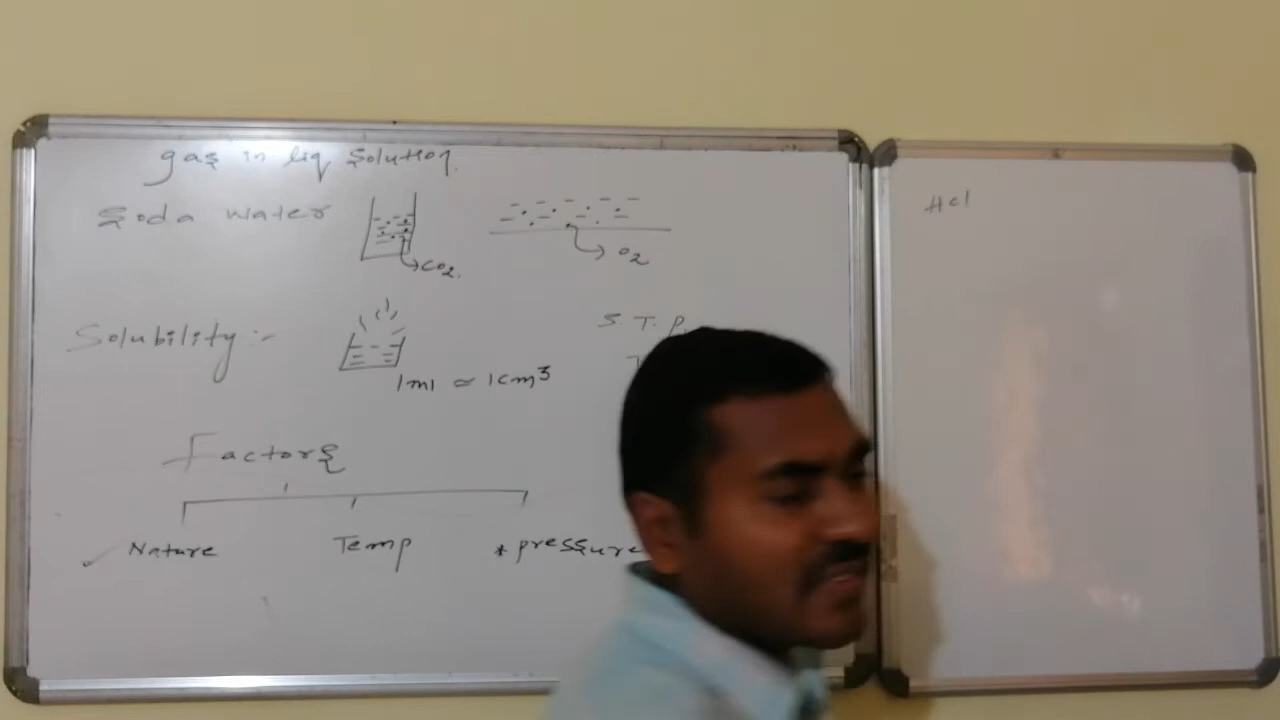 gas in liq solution.
Soda water
CO2.
O2
Solubility :-
S. T. P.
1ml ≃ 1cm³
Factors
Nature Temp * pressure
HCl